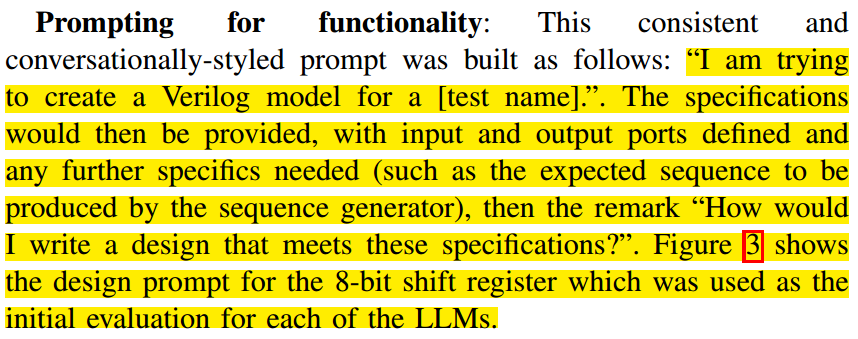 Prompting for functionality: This consistent and
conversationally-styled prompt was built as follows: “I am trying
to create a Verilog model for a [test name].”. The specifications
would then be provided, with input and output ports defined and
any further specifics needed (such as the expected sequence to be
produced by the sequence generator), then the remark “How would
I write a design that meets these specifications?”. Figure 3 shows
the design prompt for the 8-bit shift register which was used as the
initial evaluation for each of the LLMs.